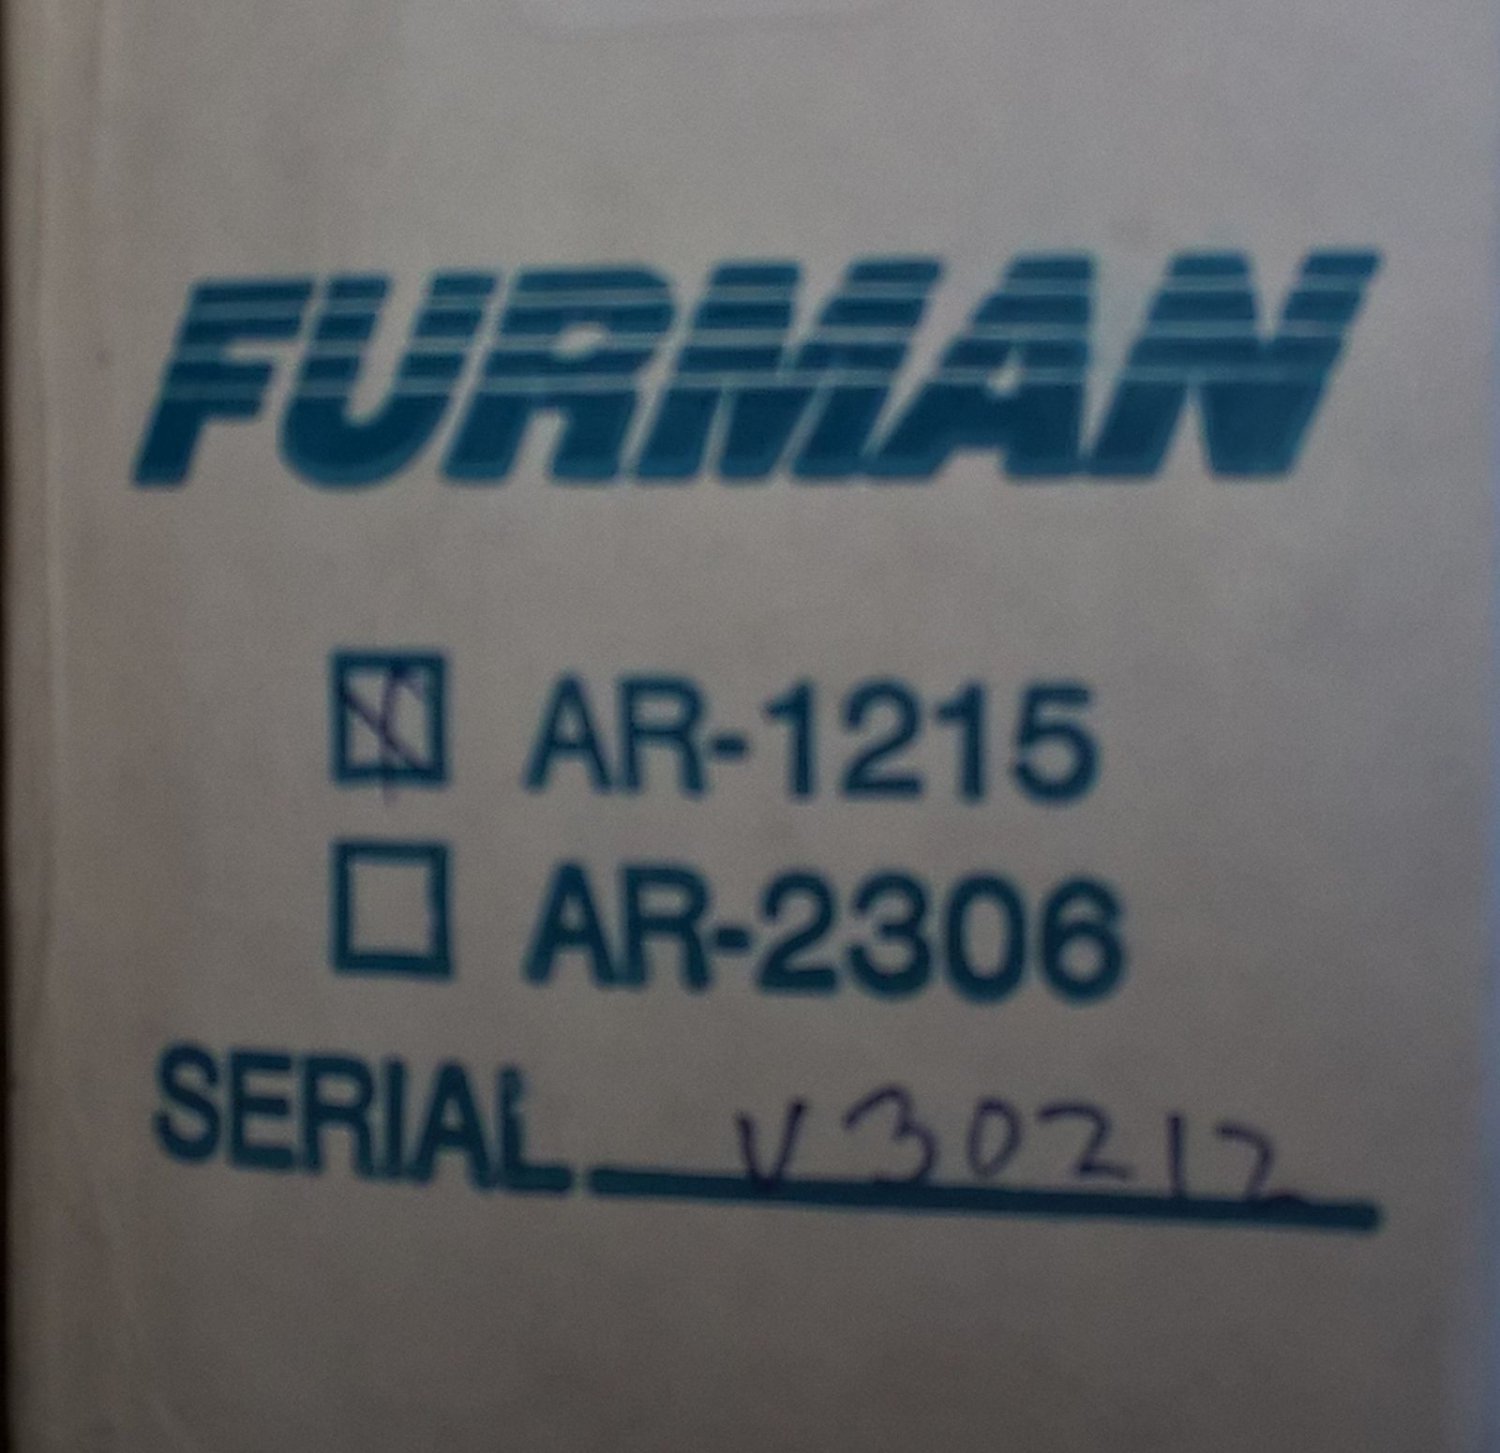 FURMAN
☒ AR-1215
☐ AR-2306
SERIAL V30212